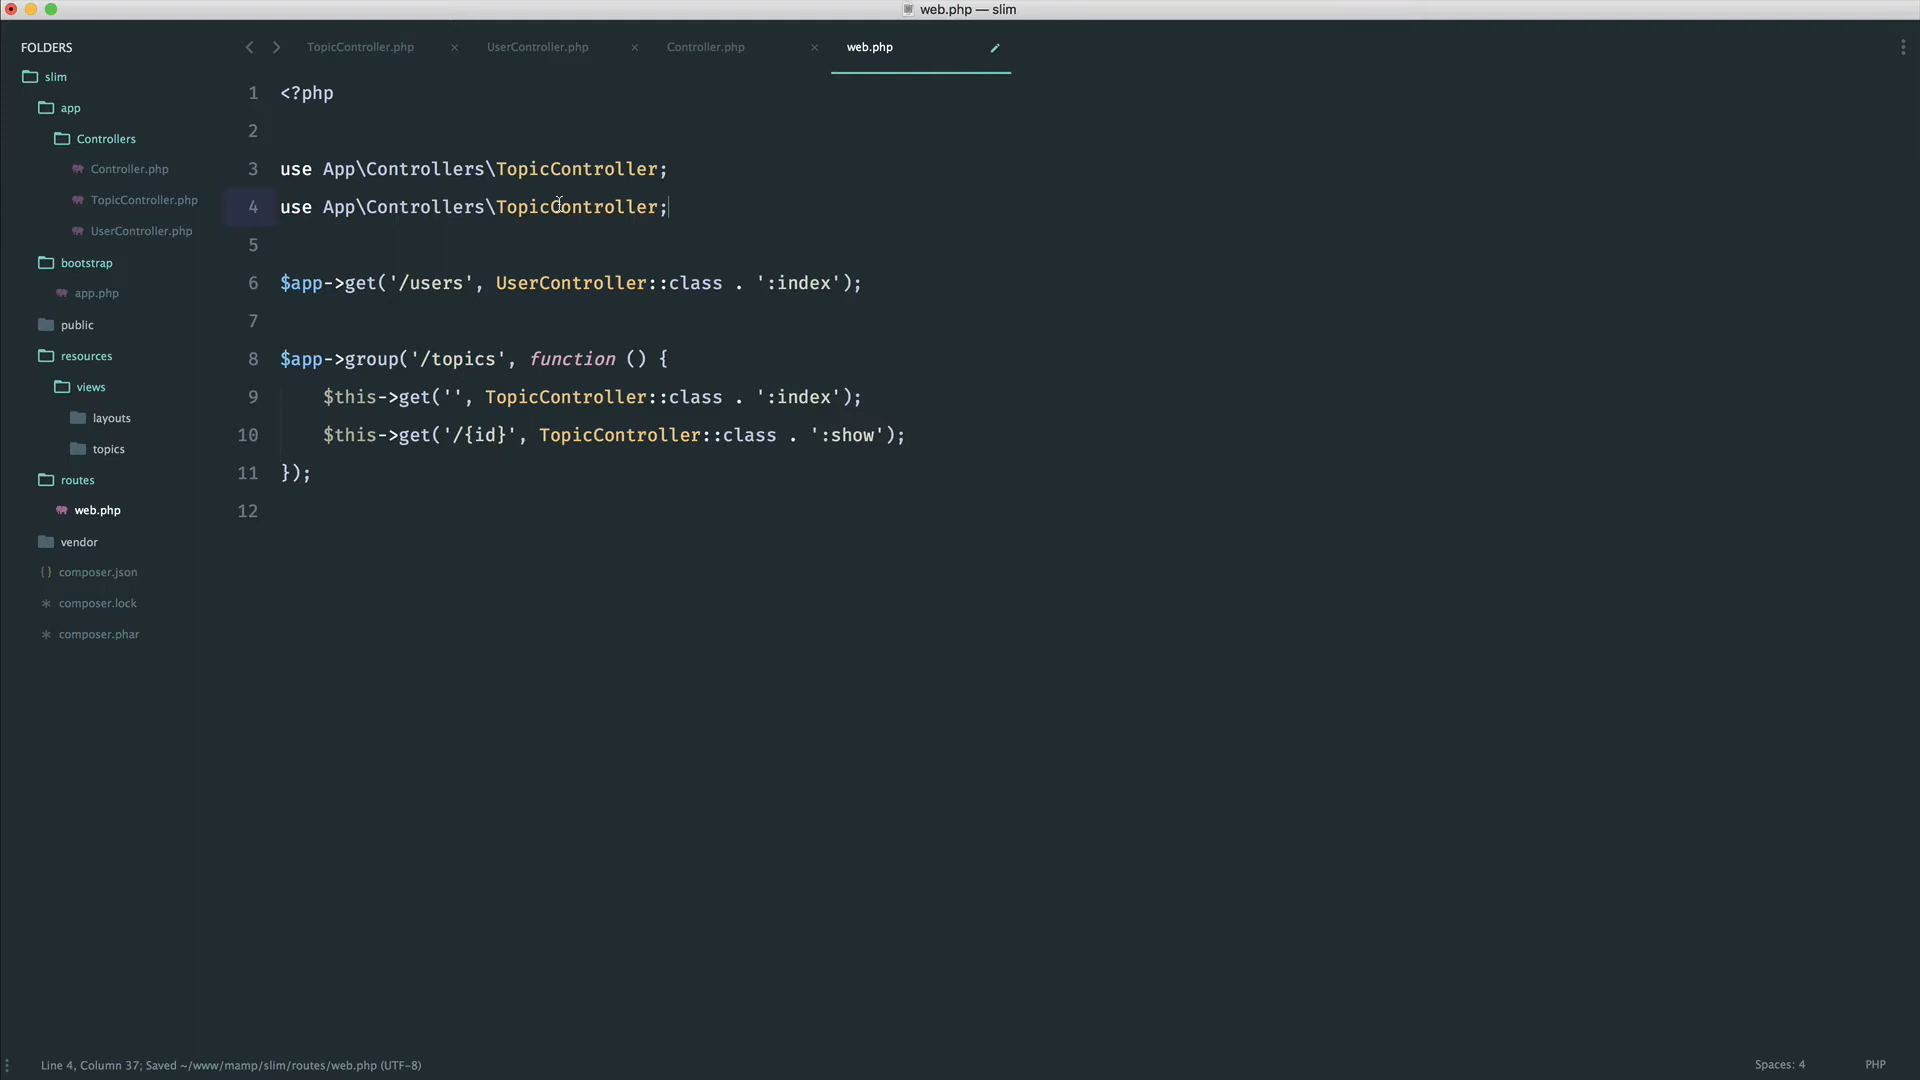 web.php — slim
FOLDERS
slim
app
Controllers
Controller.php
TopicController.php
UserController.php
bootstrap
app.php
public
resources
views
layouts
topics
routes
web.php
vendor
{ } composer.json
* composer.lock
* composer.phar
TopicController.php × UserController.php × Controller.php × web.php
1 <?php
2
3 use App\Controllers\TopicController;
4 use App\Controllers\TopicController;
5
6 $app->get('/users', UserController::class . ':index');
7
8 $app->group('/topics', function () {
9 $this->get('', TopicController::class . ':index');
10 $this->get('/{id}', TopicController::class . ':show');
11 });
12
Line 4, Column 37; Saved ~/www/mamp/slim/routes/web.php (UTF-8)
Spaces: 4 PHP